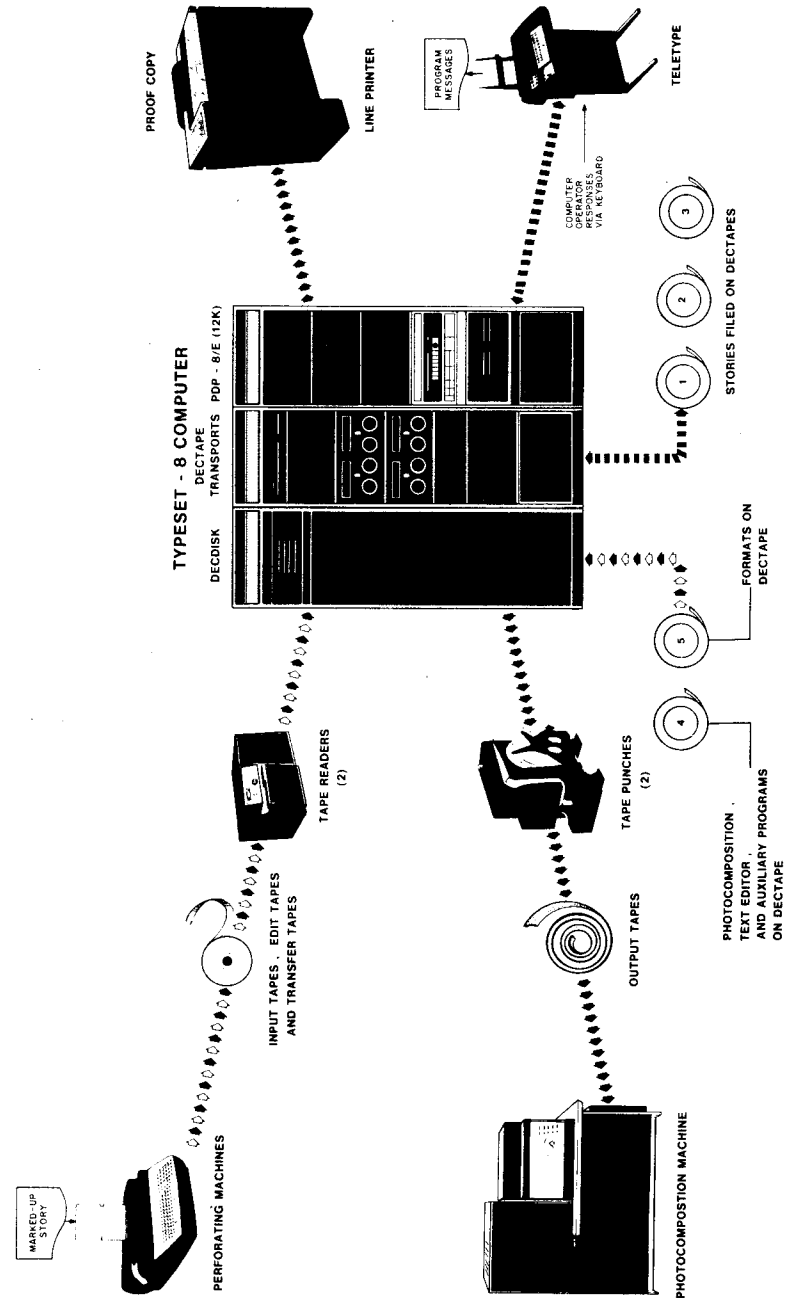 MARKED-UP
STORY
PERFORATING MACHINES
INPUT TAPES, EDIT TAPES
AND TRANSFER TAPES
TAPE READERS
(2)
TYPESET - 8 COMPUTER
DECDISK
DECTAPE
TRANSPORTS
PDP - 8/E (12K)
PROOF COPY
LINE PRINTER
PROGRAM
MESSAGES
TELETYPE
COMPUTER
OPERATOR
RESPONSES
VIA KEYBOARD
PHOTOCOMPOSTION MACHINE
OUTPUT TAPES
TAPE PUNCHES
(2)
4
5
1
2
3
PHOTOCOMPOSITION,
TEXT EDITOR,
AND AUXILIARY PROGRAMS
ON DECTAPE
FORMATS ON
DECTAPE
STORIES FILED ON DECTAPES